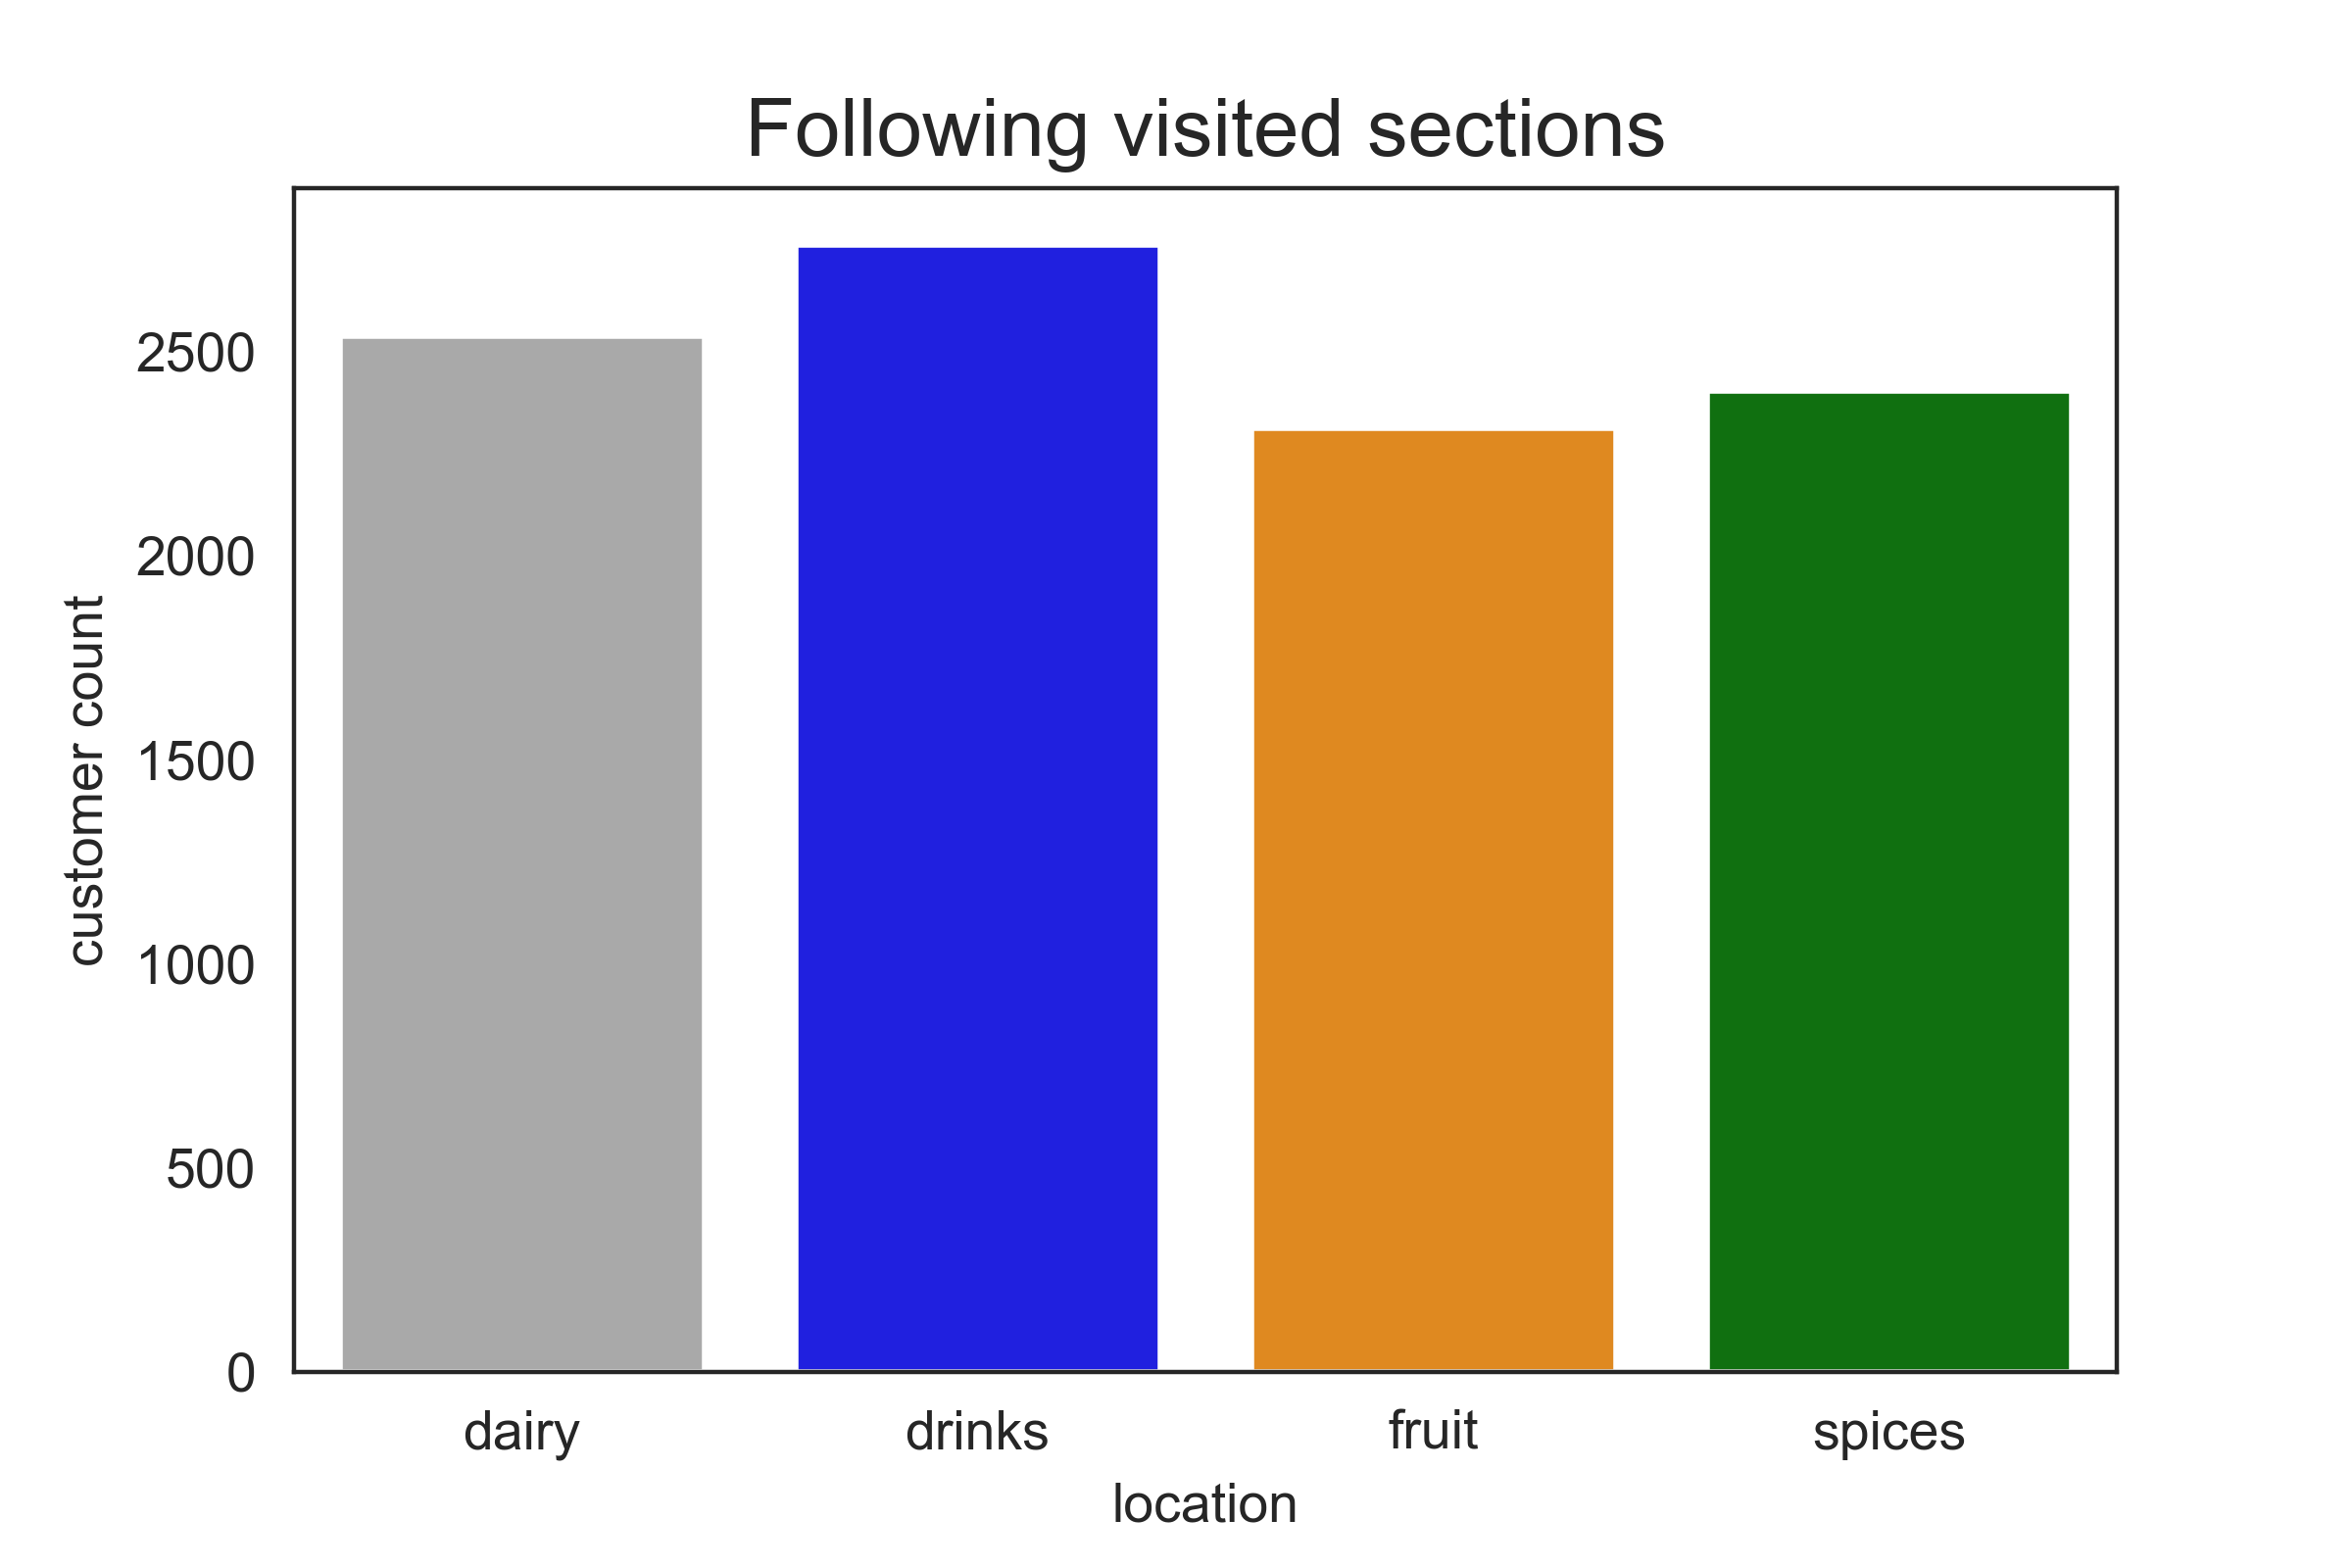 Following visited sections
customer count
2500
2000
1500
1000
500
0
dairy drinks fruit spices
location